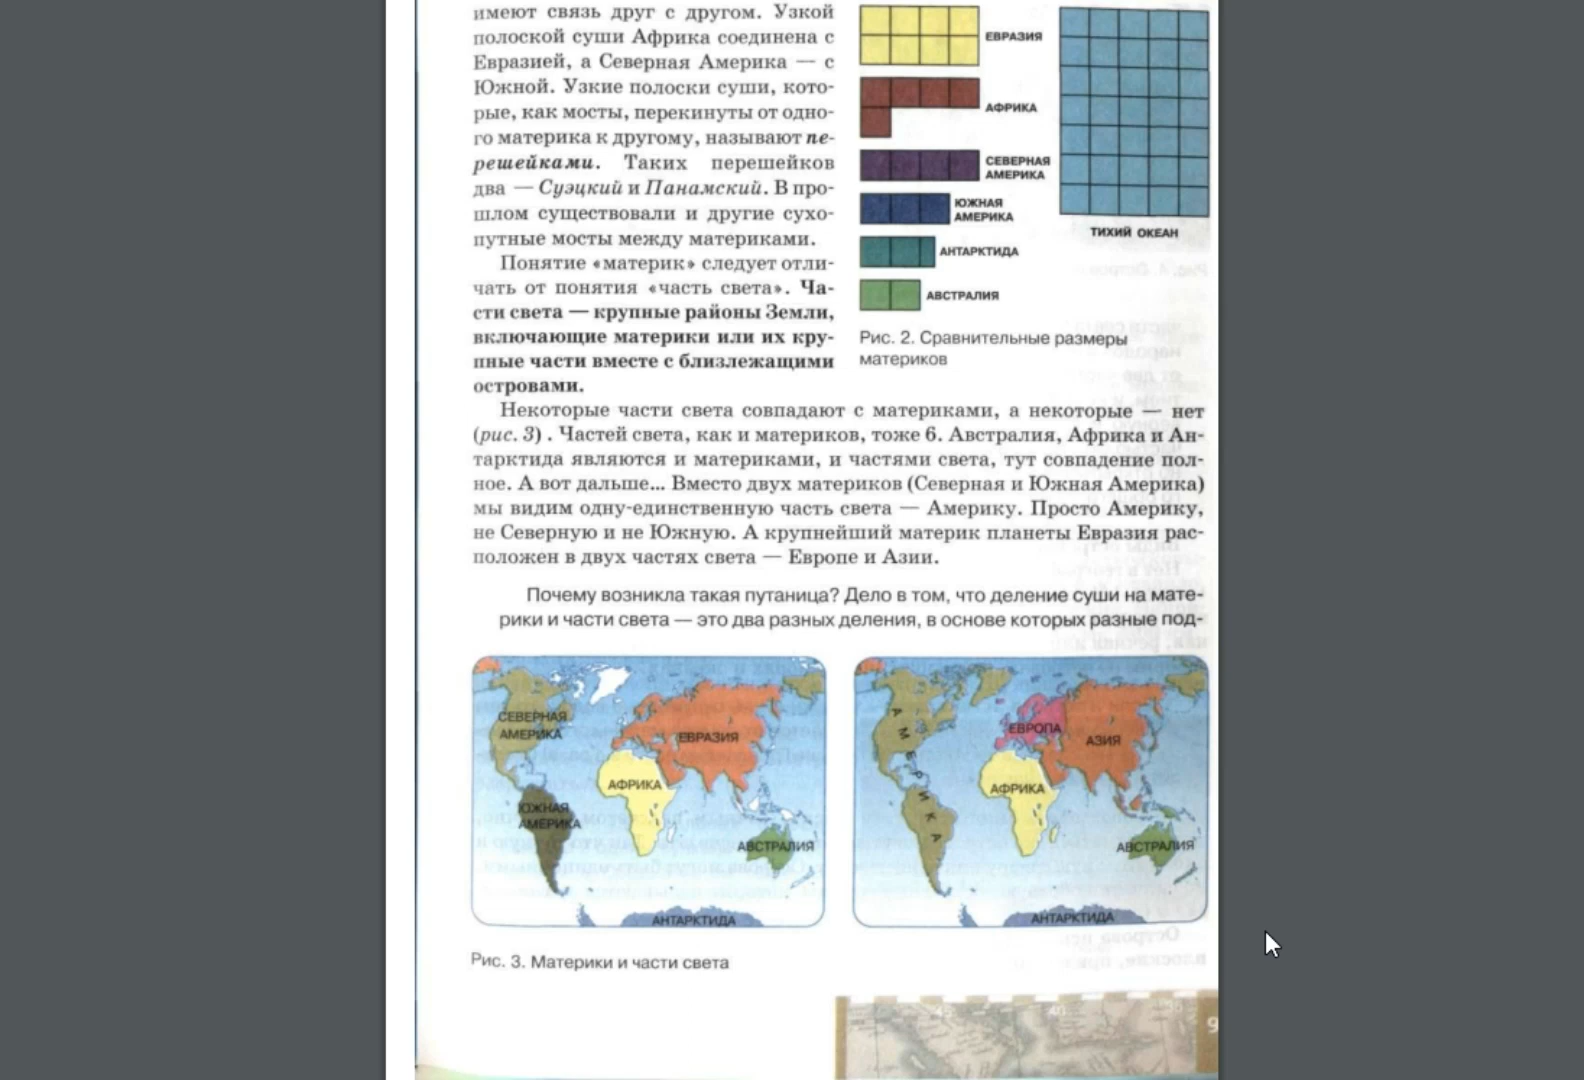 имеют связь друг с другом. Узкой
полоской суши Африка соединена с
Евразией, а Северная Америка — с
Южной. Узкие полоски суши, кото-
рые, как мосты, перекинуты от одно-
го материка к другому, называют пе-
решейками. Таких перешейков
два — Суэцкий и Панамский. В про-
шлом существовали и другие сухо-
путные мосты между материками.
Понятие «материк» следует отли-
чать от понятия «часть света». Ча-
сти света — крупные районы Земли,
включающие материки или их кру-
пные части вместе с близлежащими
островами.
ЕВРАЗИЯ
АФРИКА
СЕВЕРНАЯ
АМЕРИКА
ЮЖНАЯ
АМЕРИКА
АНТАРКТИДА
АВСТРАЛИЯ
ТИХИЙ ОКЕАН
Рис. 2. Сравнительные размеры
материков
Некоторые части света совпадают с материками, а некоторые — нет
(рис. 3) . Частей света, как и материков, тоже 6. Австралия, Африка и Ан-
тарктида являются и материками, и частями света, тут совпадение пол-
ное. А вот дальше... Вместо двух материков (Северная и Южная Америка)
мы видим одну-единственную часть света — Америку. Просто Америку,
не Северную и не Южную. А крупнейший материк планеты Евразия рас-
положен в двух частях света — Европе и Азии.
Почему возникла такая путаница? Дело в том, что деление суши на мате-
рики и части света — это два разных деления, в основе которых разные под-
СЕВЕРНАЯ
АМЕРИКА
ЕВРАЗИЯ
АФРИКА
ЮЖНАЯ
АМЕРИКА
АВСТРАЛИЯ
АНТАРКТИДА
АМЕРИКА
ЕВРОПА
АЗИЯ
АФРИКА
АВСТРАЛИЯ
АНТАРКТИДА
Рис. 3. Материки и части света
9